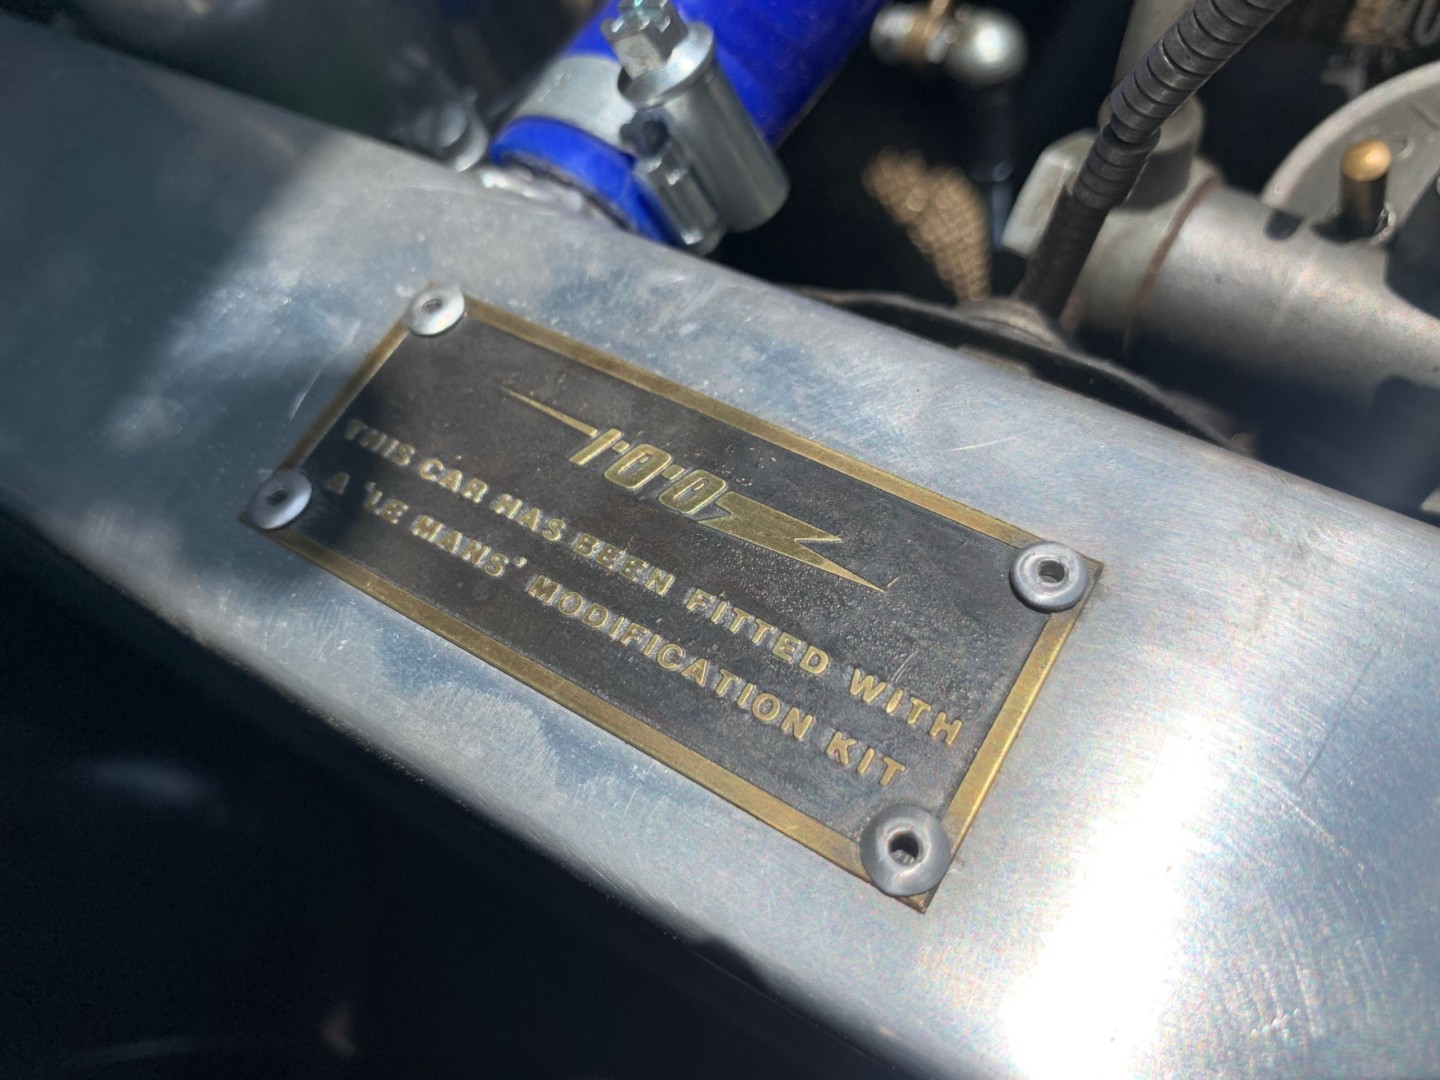 100
THIS CAR HAS BEEN FITTED WITH
A 'LE MANS' MODIFICATION KIT